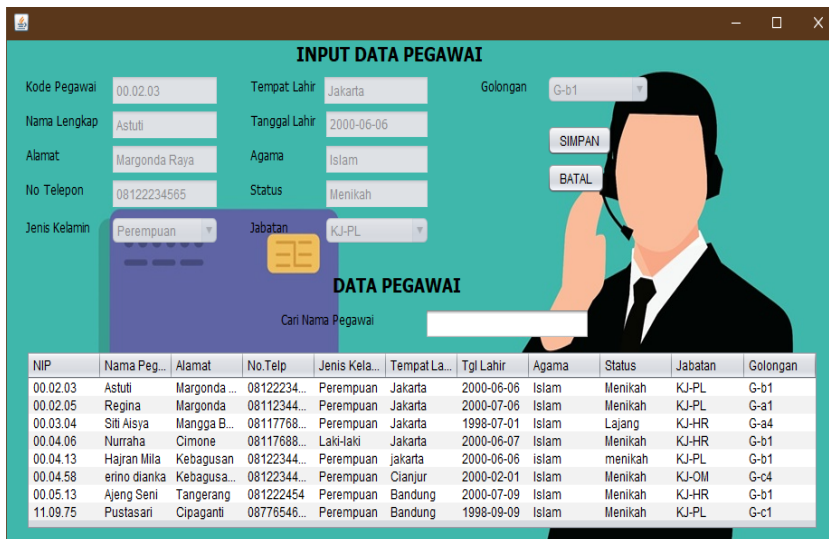 INPUT DATA PEGAWAI
Kode Pegawai 00.02.03 Tempat Lahir Jakarta Golongan G-b1
Nama Lengkap Astuti Tanggal Lahir 2000-06-06
SIMPAN
Alamat Margonda Raya Agama Islam
BATAL
No Telepon 08122234565 Status Menikah
Jenis Kelamin Perempuan Jabatan KJ-PL
DATA PEGAWAI
Cari Nama Pegawai
NIP Nama Peg... Alamat No.Telp Jenis Kela... Tempat La... Tgl Lahir Agama Status Jabatan Golongan
00.02.03 Astuti Margonda ... 08122234... Perempuan Jakarta 2000-06-06 Islam Menikah KJ-PL G-b1
00.02.05 Regina Margonda 08112344... Perempuan Jakarta 2000-07-06 Islam Menikah KJ-PL G-a1
00.03.04 Siti Aisya Mangga B... 08117768... Perempuan Jakarta 1998-07-01 Islam Lajang KJ-HR G-a4
00.04.06 Nurraha Cimone 08117688... Laki-laki Jakarta 2000-06-07 Islam Menikah KJ-HR G-b1
00.04.13 Hajran Mila Kebagusan 08122344... Perempuan jakarta 2000-06-06 islam menikah KJ-PL G-b1
00.04.58 erino dianka Kebagusa... 08122344... Perempuan Cianjur 2000-02-01 Islam Menikah KJ-OM G-c4
00.05.13 Ajeng Seni Tangerang 081222454 Perempuan Bandung 2000-07-09 Islam Menikah KJ-HR G-b1
11.09.75 Pustasari Cipaganti 08776546... Perempuan Bandung 1998-09-09 Islam Menikah KJ-PL G-c1